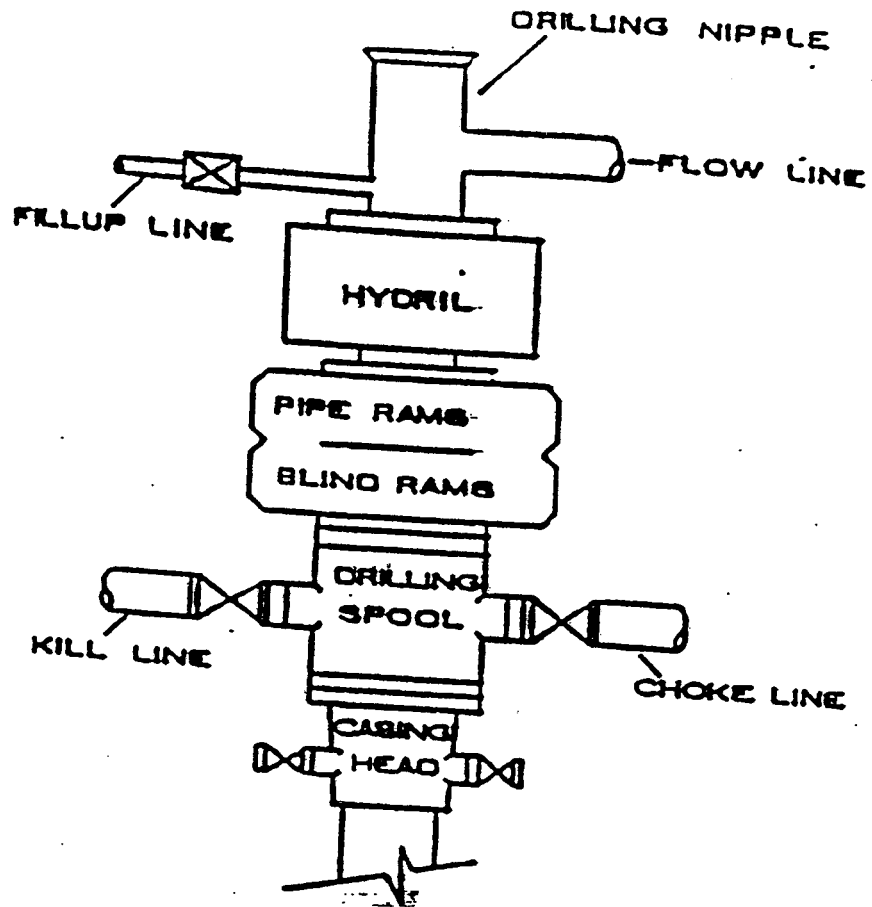 DRILLING NIPPLE
FLOW LINE
FILLUP LINE
HYDRIL
PIPE RAMS
BLIND RAMS
DRILLING
SPOOL
KILL LINE
CHOKE LINE
CASING
HEAD